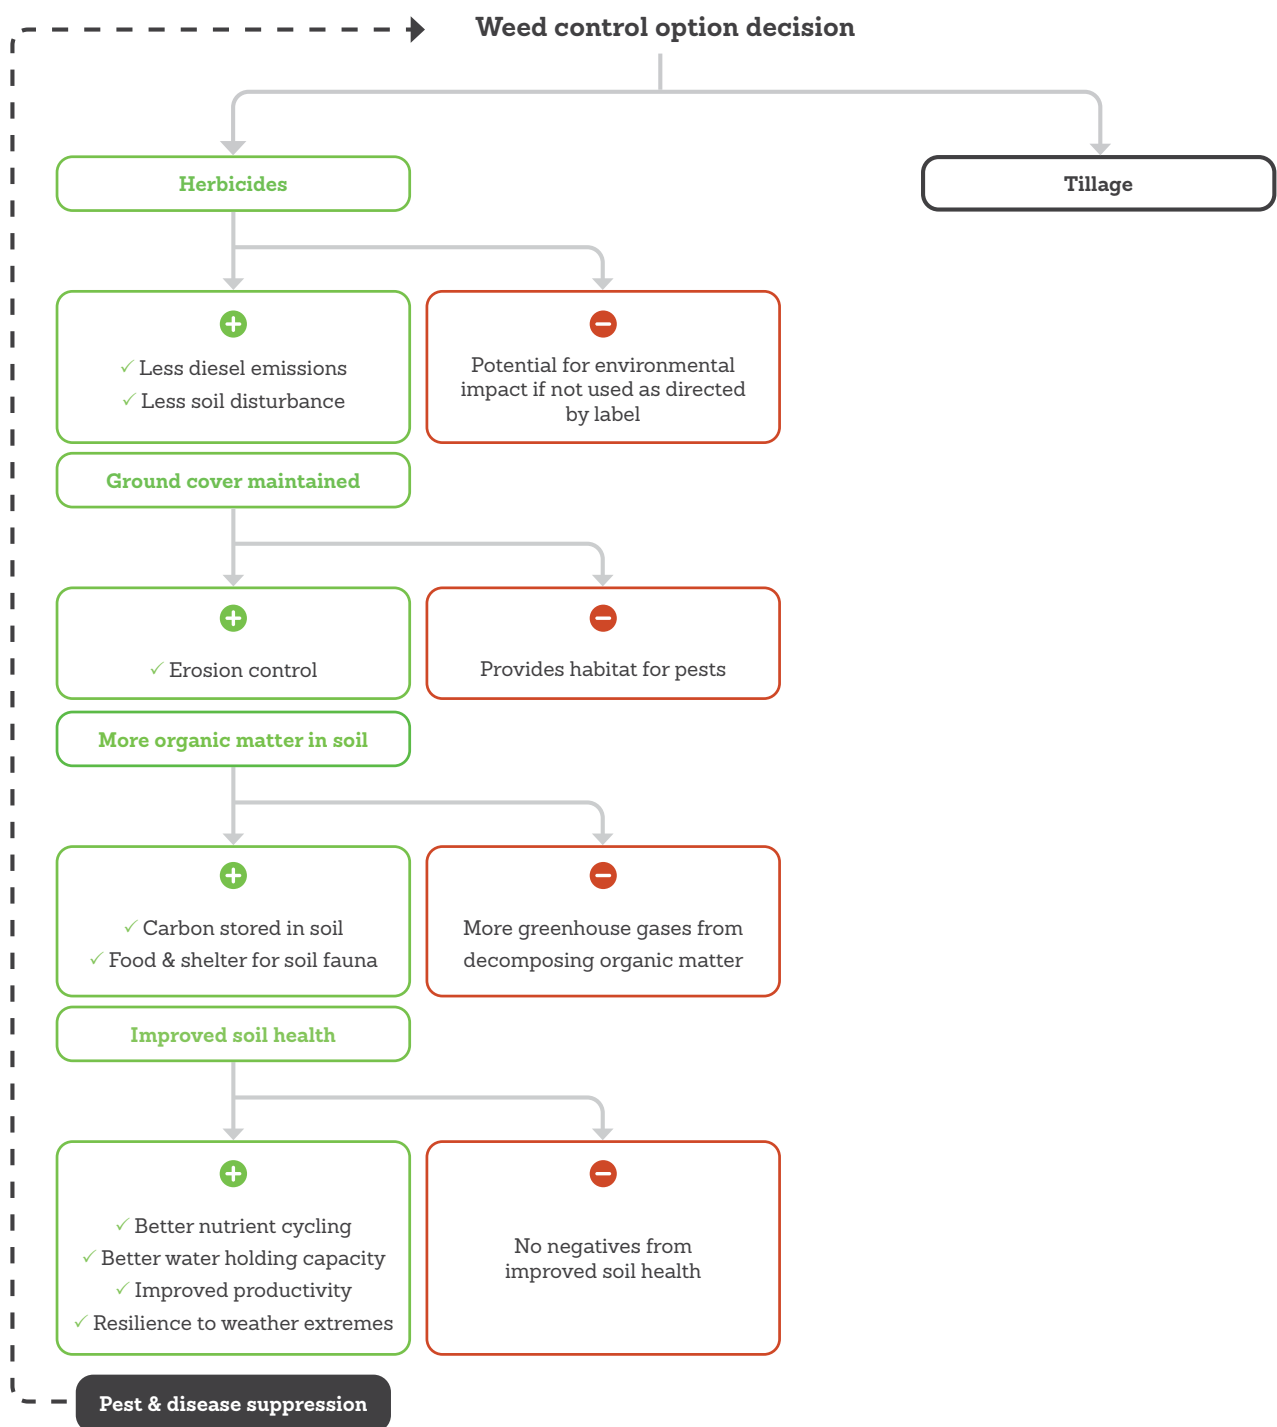 Weed control option decision
Herbicides
Tillage
✓ Less diesel emissions
✓ Less soil disturbance
Potential for environmental
impact if not used as directed
by label
Ground cover maintained
✓ Erosion control
Provides habitat for pests
More organic matter in soil
✓ Carbon stored in soil
✓ Food & shelter for soil fauna
More greenhouse gases from
decomposing organic matter
Improved soil health
✓ Better nutrient cycling
✓ Better water holding capacity
✓ Improved productivity
✓ Resilience to weather extremes
No negatives from
improved soil health
Pest & disease suppression